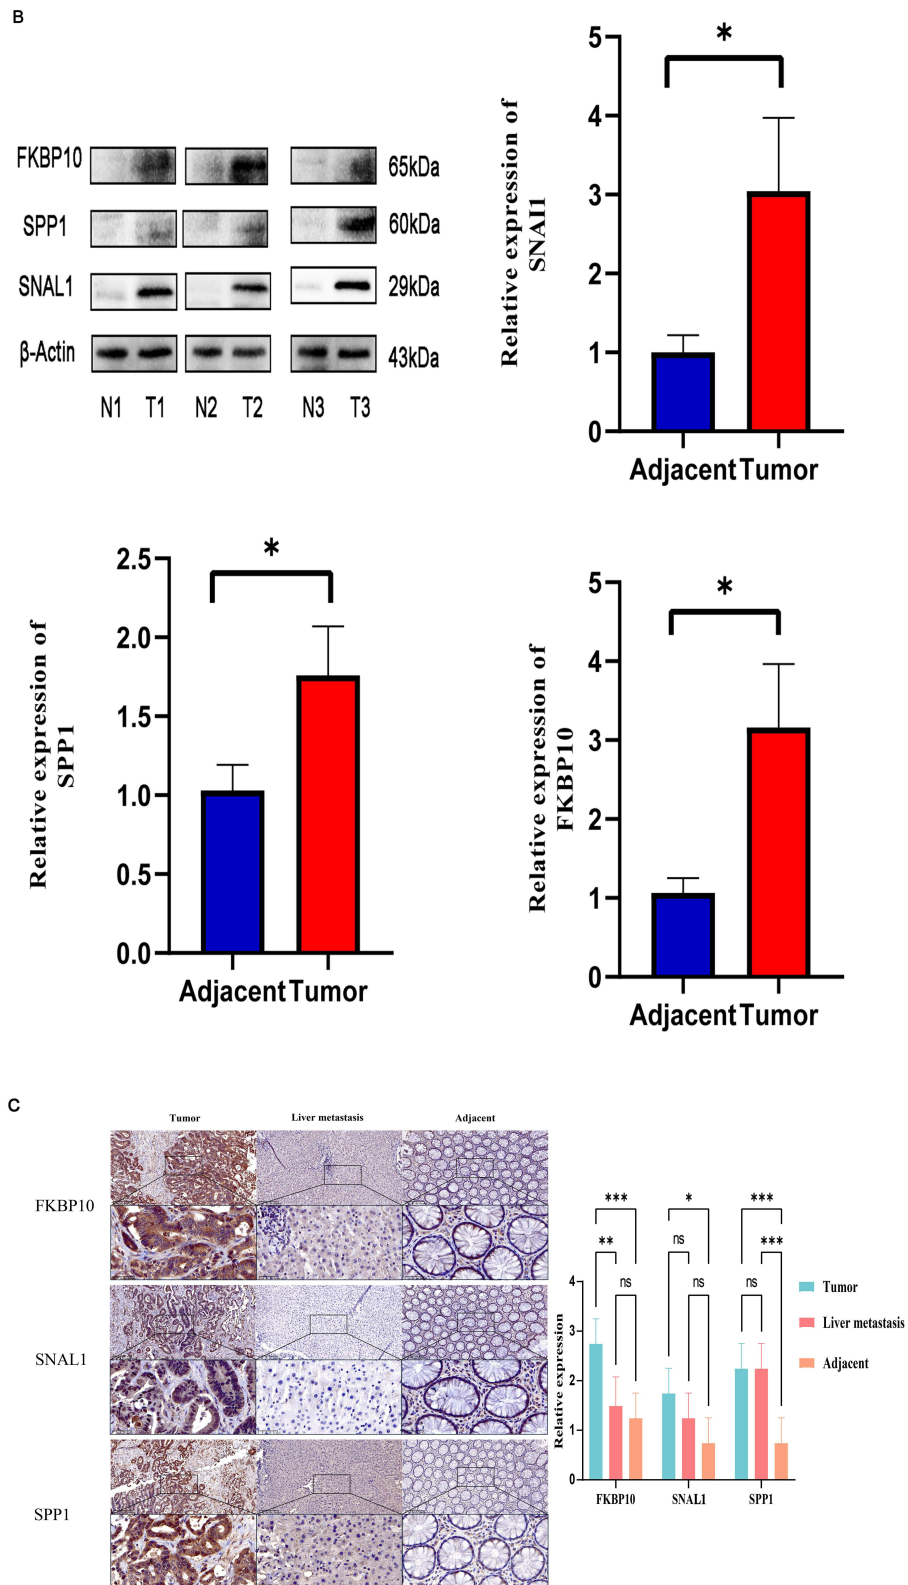 B
FKBP10
65kDa
SPP1
60kDa
SNAL1
29kDa
β-Actin
43kDa
N1 T1 N2 T2 N3 T3
Relative expression of
SNAI1
5
4
3
2
1
0
*
Adjacent Tumor
Relative expression of
SPP1
2.5
2.0
1.5
1.0
0.5
0.0
*
Adjacent Tumor
Relative expression of
FKBP10
5
4
3
2
1
0
*
Adjacent Tumor
C
Tumor Liver metastasis Adjacent
FKBP10
SNAL1
SPP1
Relative expression
4
3
2
1
0
*** * ***
** ns ***
ns ns ns
FKBP10 SNAL1 SPP1
Tumor
Liver metastasis
Adjacent